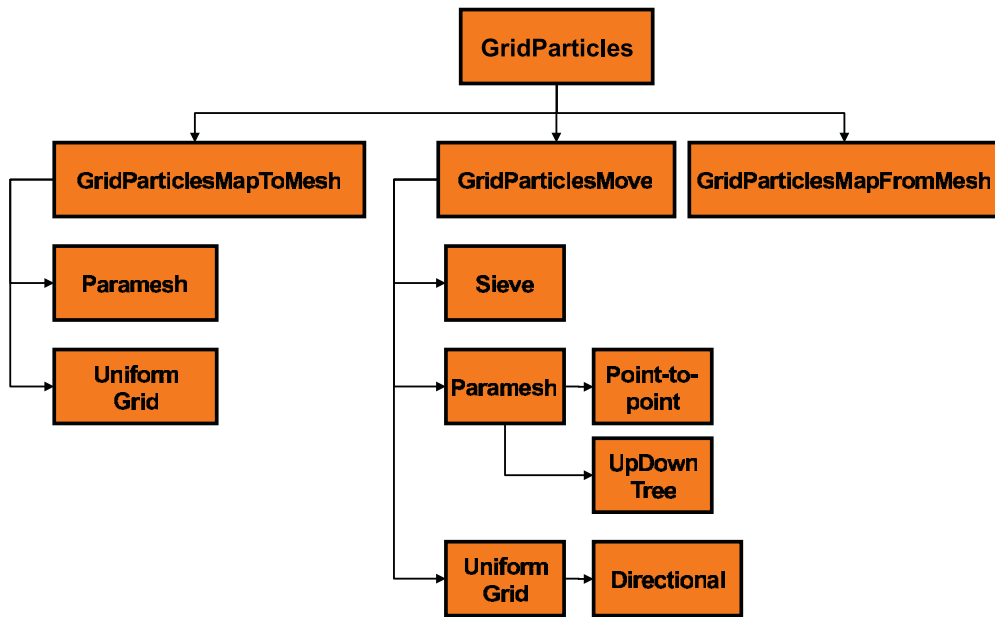 GridParticles
GridParticlesMapToMesh
GridParticlesMove
GridParticlesMapFromMesh
Paramesh
Uniform
Grid
Sieve
Paramesh
Point-to-
point
UpDown
Tree
Uniform
Grid
Directional